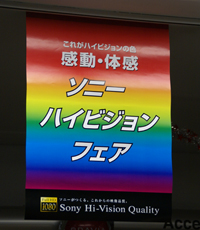 これがハイビジョンの色
感動・体感
ソニー
ハイビジョン
フェア
ソニーがつくる、これからの映像品質。
1080
Sony Hi-Vision Quality